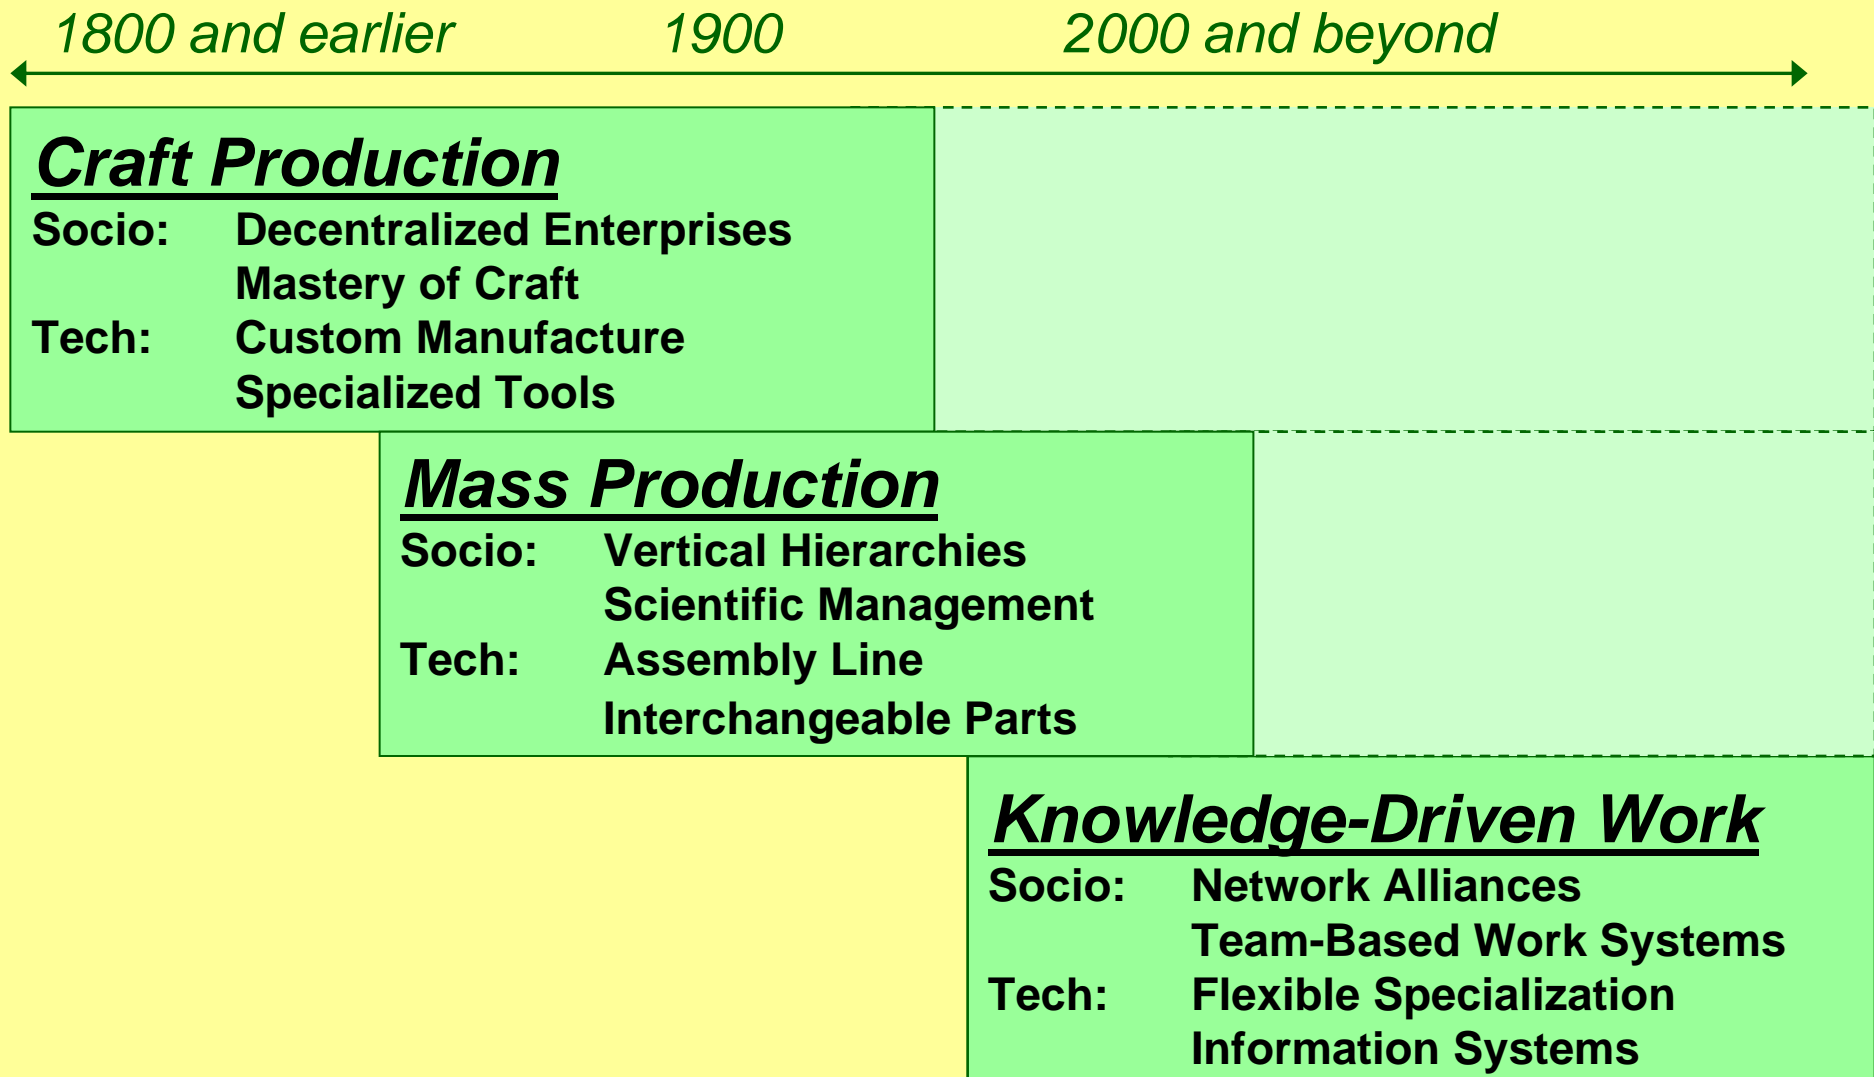 1800 and earlier 1900 2000 and beyond
Craft Production
Socio: Decentralized Enterprises
Mastery of Craft
Tech: Custom Manufacture
Specialized Tools
Mass Production
Socio: Vertical Hierarchies
Scientific Management
Tech: Assembly Line
Interchangeable Parts
Knowledge-Driven Work
Socio: Network Alliances
Team-Based Work Systems
Tech: Flexible Specialization
Information Systems